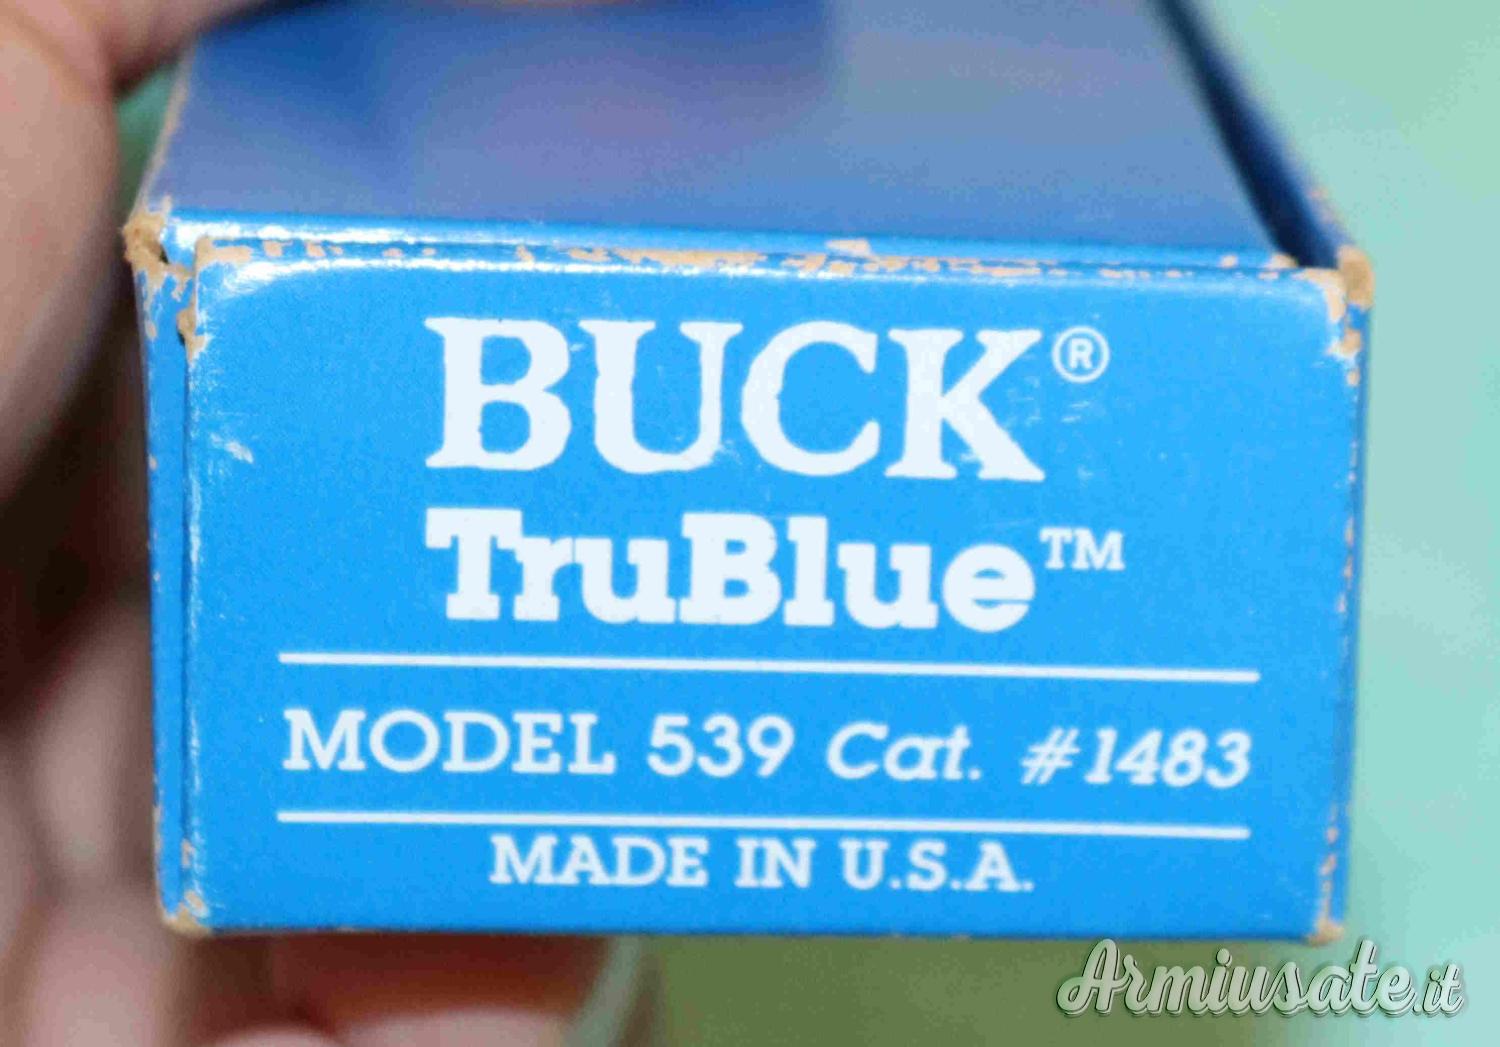 BUCK®
TruBlue™
MODEL 539 Cat. #1483
MADE IN U.S.A.
Armiusate.it